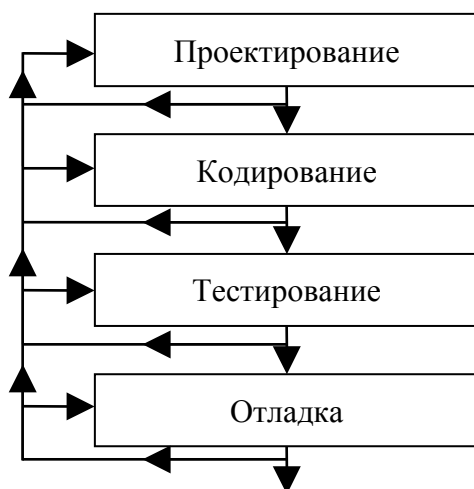 Проектирование
Кодирование
Тестирование
Отладка